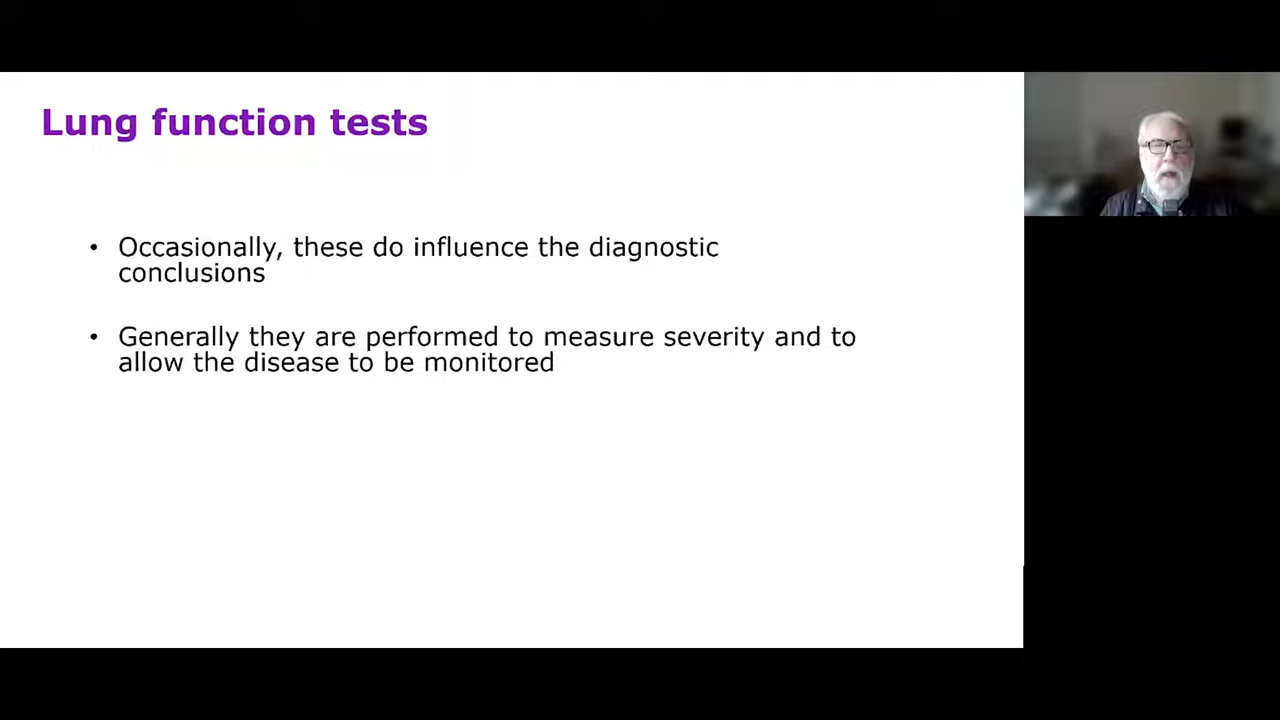 Lung function tests
• Occasionally, these do influence the diagnostic
conclusions
• Generally they are performed to measure severity and to
allow the disease to be monitored